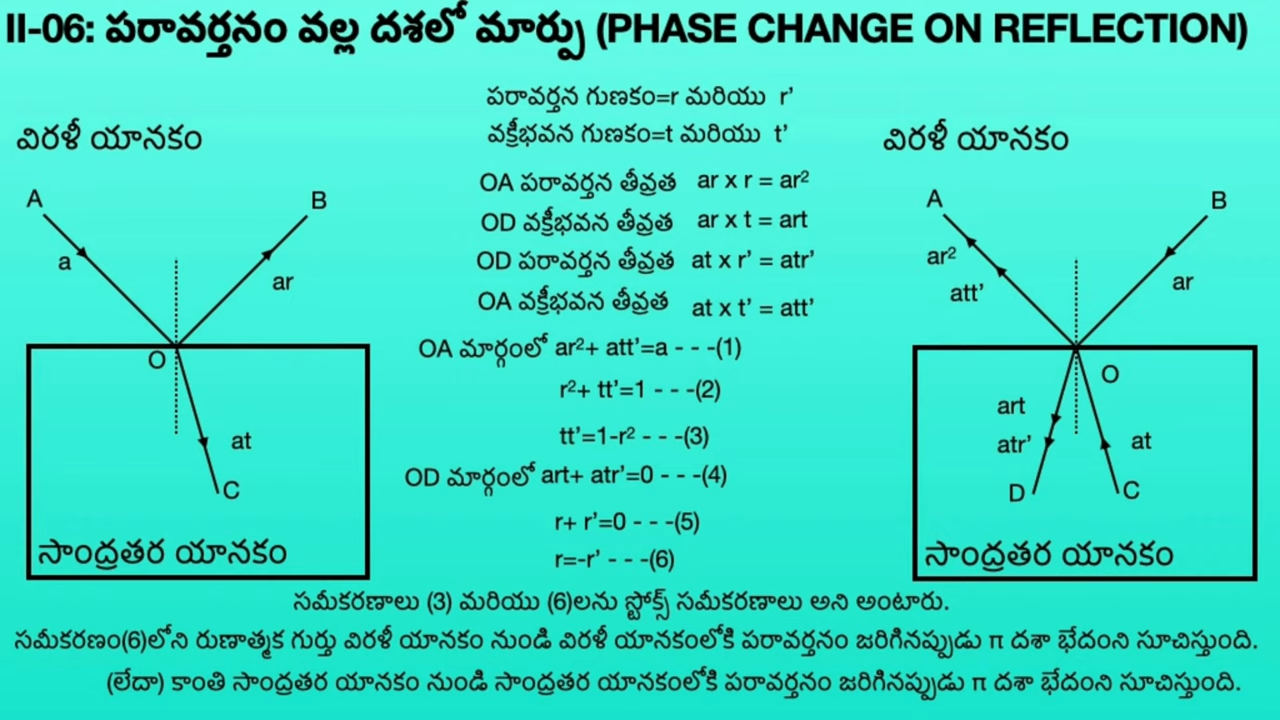 II-06: పరావర్తనం వల్ల దశలో మార్పు (PHASE CHANGE ON REFLECTION)
పరావర్తన గుణకం=r మరియు r’
వక్రీభవన గుణకం=t మరియు t’
విరళీ యానకం
A
B
a
ar
O
at
C
సాంద్రతర యానకం
OA పరావర్తన తీవ్రత ar x r = ar²
OD వక్రీభవన తీవ్రత ar x t = art
OD పరావర్తన తీవ్రత at x r’ = atr’
OA వక్రీభవన తీవ్రత at x t’ = att’
OA మార్గంలో ar²+ att’=a - - -(1)
r²+ tt’=1 - - -(2)
tt’=1-r² - - -(3)
OD మార్గంలో art+ atr’=0 - - -(4)
r+ r’=0 - - -(5)
r=-r’ - - -(6)
విరళీ యానకం
A
B
ar²
att’
ar
O
art
atr’
at
D
C
సాంద్రతర యానకం
సమీకరణాలు (3) మరియు (6)లను స్టోక్స్ సమీకరణాలు అని అంటారు.
సమీకరణం(6)లోని రుణాత్మక గుర్తు విరళీ యానకం నుండి విరళీ యానకంలోకి పరావర్తనం జరిగినప్పుడు π దశా భేదంని సూచిస్తుంది.
(లేదా) కాంతి సాంద్రతర యానకం నుండి సాంద్రతర యానకంలోకి పరావర్తనం జరిగినప్పుడు π దశా భేదంని సూచిస్తుంది.